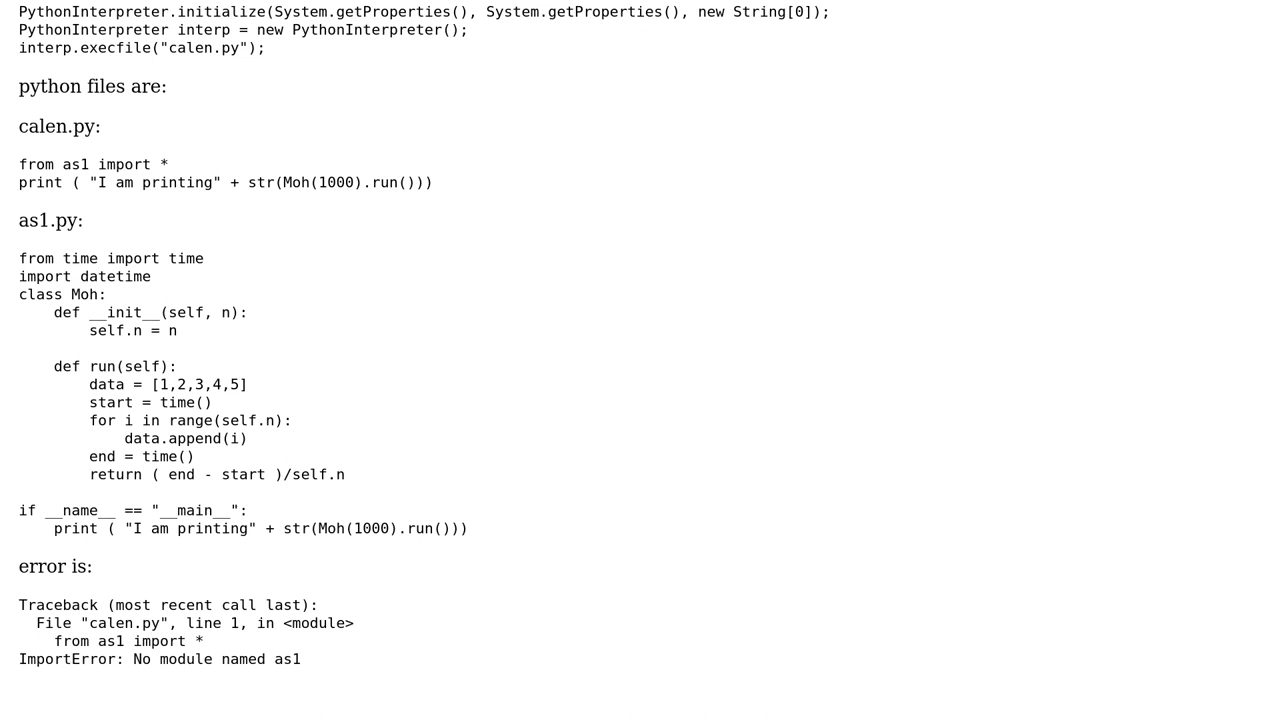 PythonInterpreter.initialize(System.getProperties(), System.getProperties(), new String[0]);
PythonInterpreter interp = new PythonInterpreter();
interp.execfile("calen.py");
python files are:
calen.py:
from as1 import *
print ( "I am printing" + str(Moh(1000).run()))
as1.py:
from time import time
import datetime
class Moh:
    def __init__(self, n):
        self.n = n
    def run(self):
        data = [1,2,3,4,5]
        start = time()
        for i in range(self.n):
            data.append(i)
        end = time()
        return ( end - start )/self.n
if __name__ == "__main__":
    print ( "I am printing" + str(Moh(1000).run()))
error is:
Traceback (most recent call last):
  File "calen.py", line 1, in <module>
    from as1 import *
ImportError: No module named as1